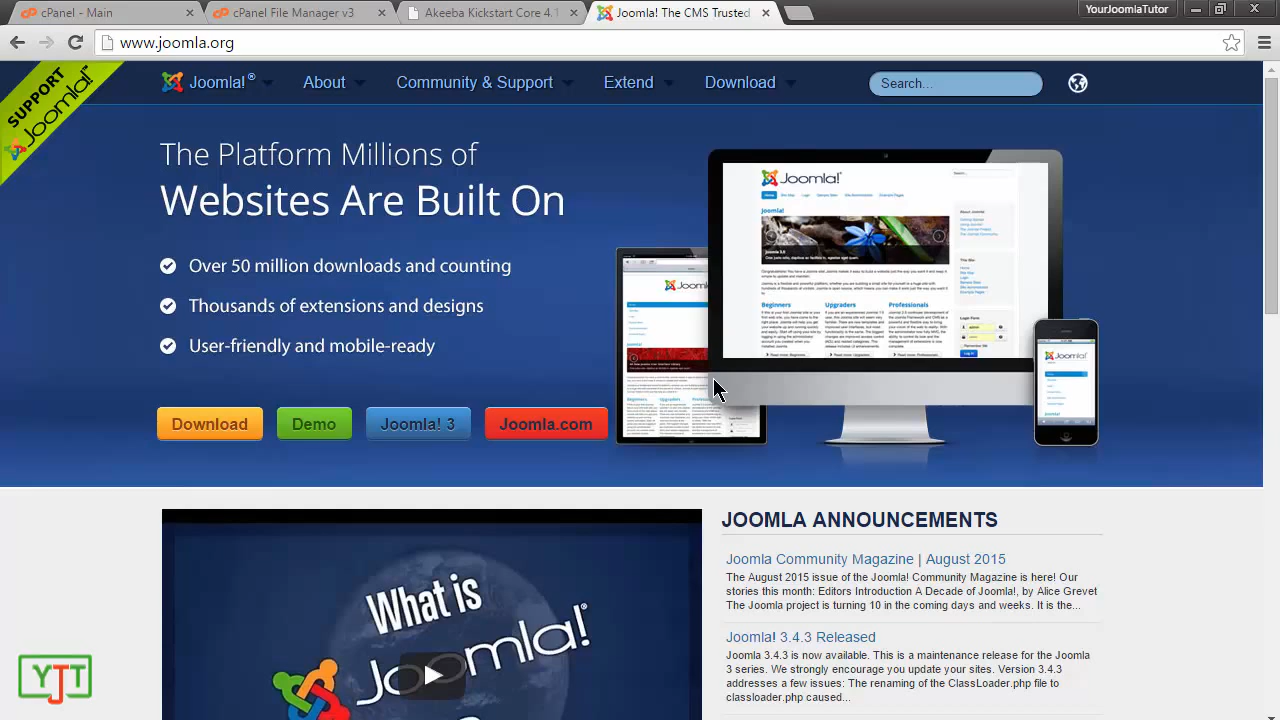 cPanel - Main
cPanel File Manager v3
Akeeba Kickstart Core 4.1
Joomla! The CMS Trusted
YourJoomlaTutor
www.joomla.org
SUPPORT
Joomla!
Joomla!®
About
Community & Support
Extend
Download
Search...
The Platform Millions of
Websites Are Built On
Over 50 million downloads and counting
Thousands of extensions and designs
User-friendly and mobile-ready
Download
Demo
Joomla! 3
Joomla.com
Joomla!
Joomla!
Beginners
Upgraders
Professionals
JOOMLA ANNOUNCEMENTS
Joomla Community Magazine | August 2015
The August 2015 issue of the Joomla! Community Magazine is here! Our
stories this month: Editors Introduction A Decade of Joomla!, by Alice Grevet
The Joomla project is turning 10 in the coming days and weeks. It is the...
Joomla! 3.4.3 Released
Joomla 3.4.3 is now available. This is a maintenance release for the Joomla
3 series. strongly encourage you update your sites. Version 3.4.3
addresses a few issues: The renaming of the ClassLoader.php file to
classloader.php caused...
What is
Joomla!®
YJT